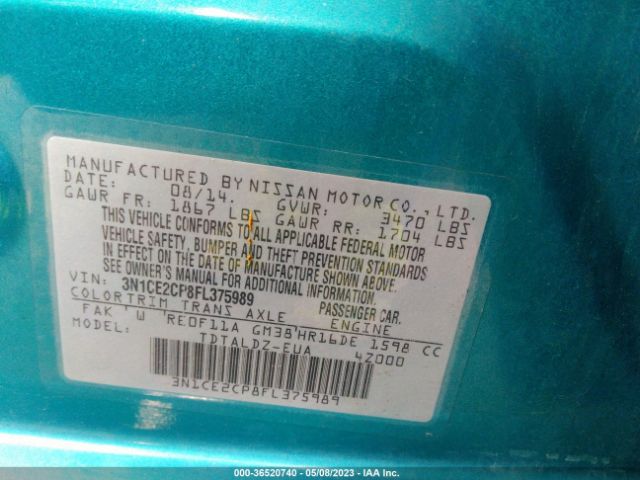 MANUFACTURED BY NISSAN MOTOR CO., LTD.
DATE: 08/14. GVWR: 3470 LBS
GAWR FR: 1867 LBS GAWR RR: 1704 LBS
THIS VEHICLE CONFORMS TO ALL APPLICABLE FEDERAL MOTOR
VEHICLE SAFETY, BUMPER AND THEFT PREVENTION STANDARDS
IN EFFECT ON THE DATE OF MANUFACTURE SHOWN ABOVE.
SEE OWNER'S MANUAL FOR ADDITIONAL INFORMATION.
VIN: 3N1CE2CP8FL375989 PASSENGER CAR.
COLOR TRIM TRANS AXLE ENGINE
FAK ' W 'RE0F11A GM38'HR16DE 1598 CC
MODEL: TDTALDZ-EUA 4Z000
3N1CE2CP8FL375989
000-36520740 - 05/08/2023 - IAA Inc.